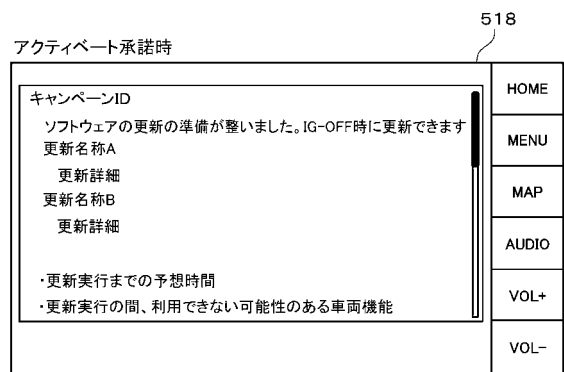 518
アクティベート承諾時
キャンペーンID
ソフトウェアの更新の準備が整いました。IG-OFF時に更新できます
更新名称A
更新詳細
更新名称B
更新詳細
・更新実行までの予想時間
・更新実行の間、利用できない可能性のある車両機能
HOME
MENU
MAP
AUDIO
VOL+
VOL-